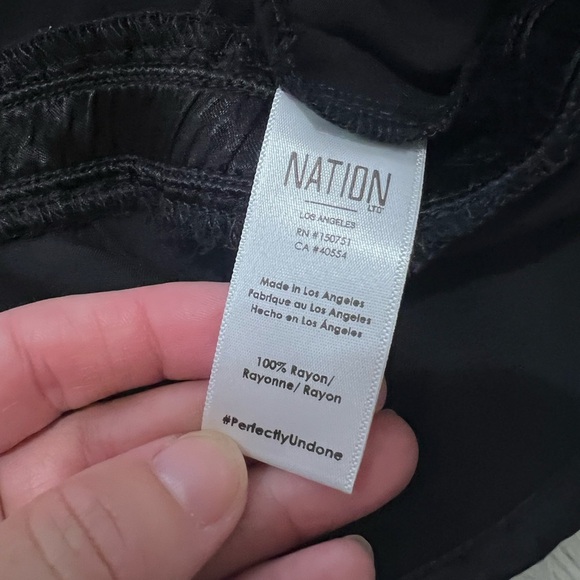 NATION
LTD
LOS ANGELES
RN #150751
CA #40554
Made in Los Angeles
Fabrique au Los Angeles
Hecho en Los Ángeles
100% Rayon/
Rayonne/ Rayon
#PerfectlyUndone